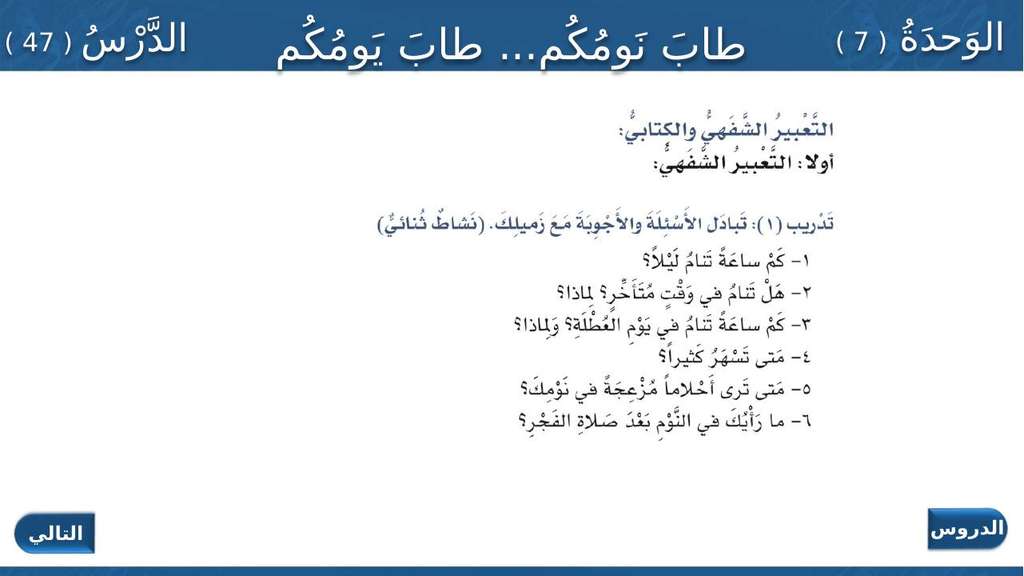 الوَحدَةُ ( 7 )
طابَ نَومُكُم... طابَ يَومُكُم
الدَّرْسُ ( 47 )
التَّعْبيرُ الشَّفَهيُّ والكِتابيُّ:
أولا: التَّعْبيرُ الشَّفَهيُّ:
تَدْريب (١): تَبادَل الأَسْئِلَةَ والأَجْوِبَةَ مَعَ زَميلِكَ. (نَشاطٌ ثُنائيٌّ)
١- كَمْ ساعَةً تَنامُ لَيْلاً؟
٢- هَلْ تَنامُ في وَقْتٍ مُتَأَخِّرٍ؟ لِماذا؟
٣- كَمْ ساعَةً تَنامُ في يَوْمِ العُطْلَةِ؟ وَلِماذا؟
٤- مَتى تَسْهَرُ كَثيراً؟
٥- مَتى تَرى أَحْلاماً مُزْعِجَةً في نَوْمِكَ؟
٦- ما رَأْيُكَ في النَّوْمِ بَعْدَ صَلاةِ الفَجْرِ؟
الدروس
التالي